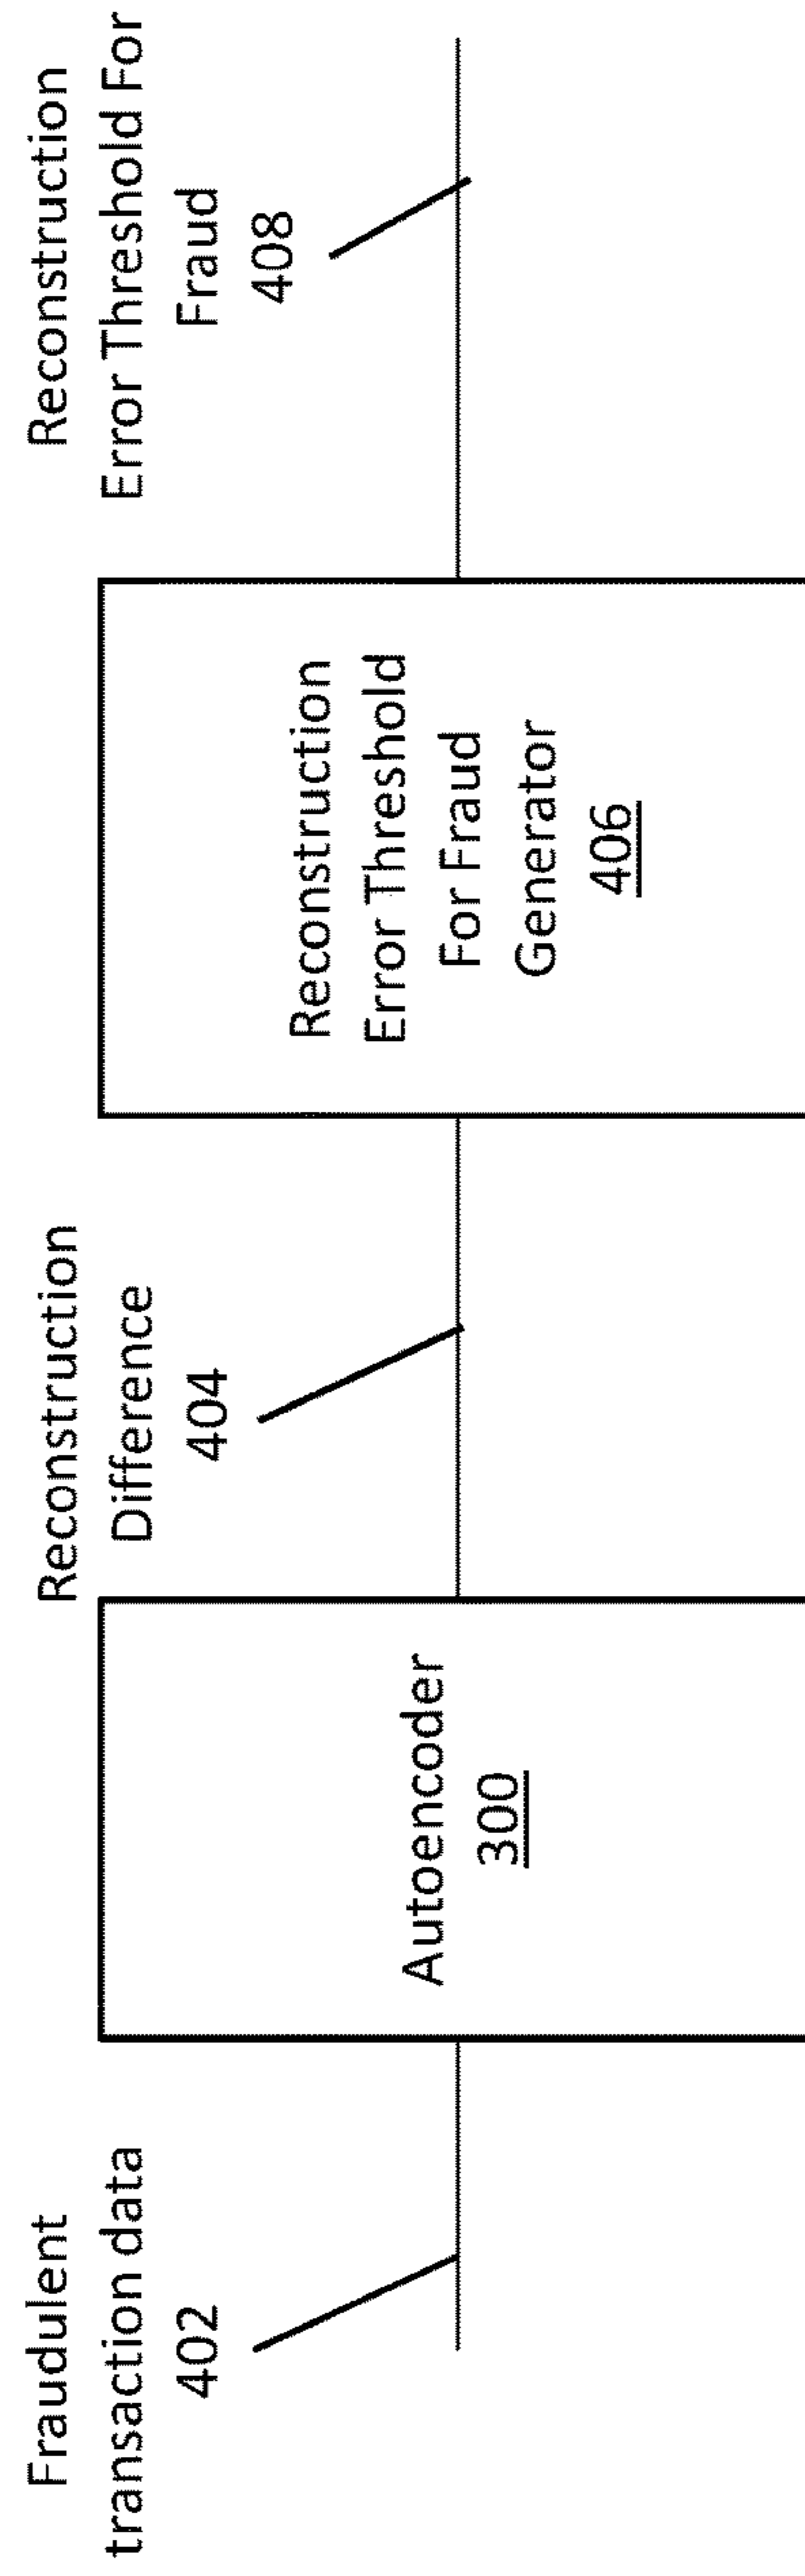 Fraudulent
transaction data
402
Autoencoder
300
Reconstruction
Difference
404
Reconstruction
Error Threshold
For Fraud
Generator
406
Reconstruction
Error Threshold For
Fraud
408